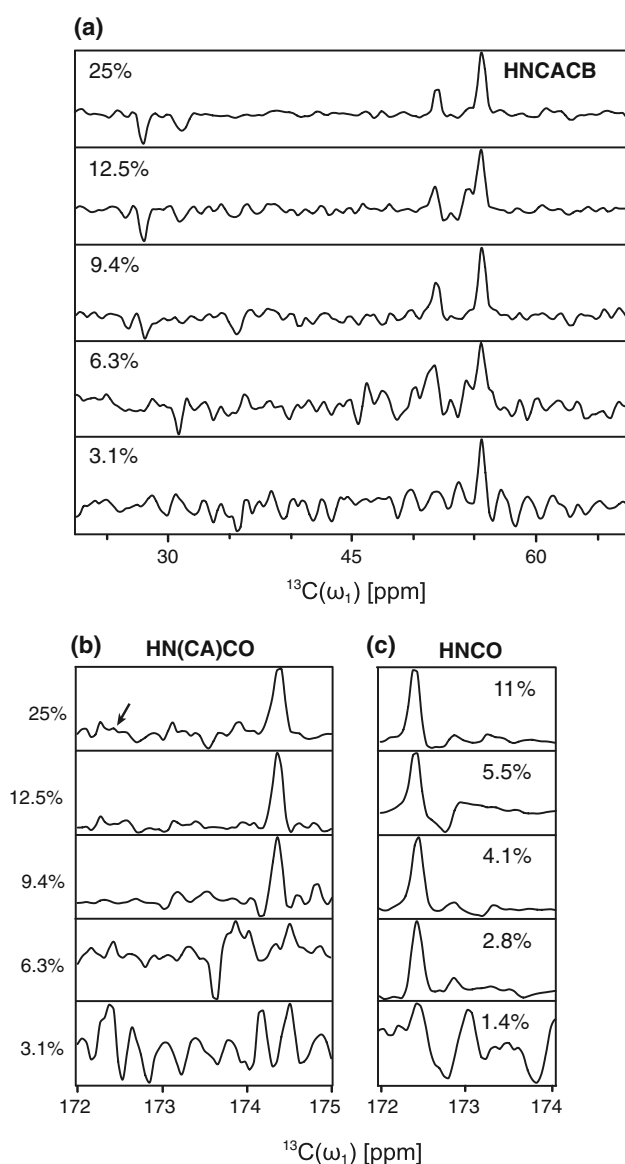 (a)
HNCACB
25%
12.5%
9.4%
6.3%
3.1%
30 45 60
¹³C(ω₁) [ppm]
(b) HN(CA)CO (c) HNCO
25% 11%
12.5% 5.5%
9.4% 4.1%
6.3% 2.8%
3.1% 1.4%
172 173 174 175 172 173 174
¹³C(ω₁) [ppm]